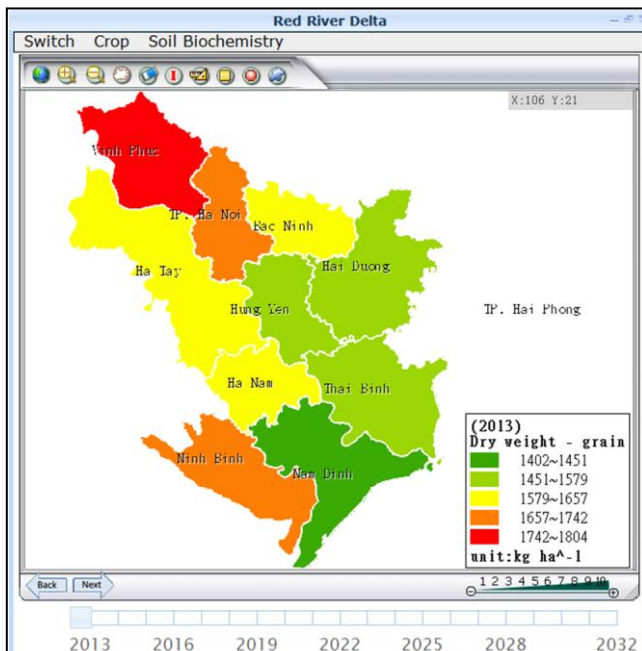 Red River Delta
Switch Crop Soil Biochemistry
X:106 Y:21
Vinh Phuc
TP. Ha Noi
Bac Ninh
Ha Tay
Hai Duong
Hung Yen
TP. Hai Phong
Ha Nam
Thai Binh
Ninh Binh
Nam Dinh
(2013)
Dry weight - grain
1402~1451
1451~1579
1579~1657
1657~1742
1742~1804
unit:kg ha^-1
Back Next
1 2 3 4 5 6 7 8 9 10
2013 2016 2019 2022 2025 2028 2032